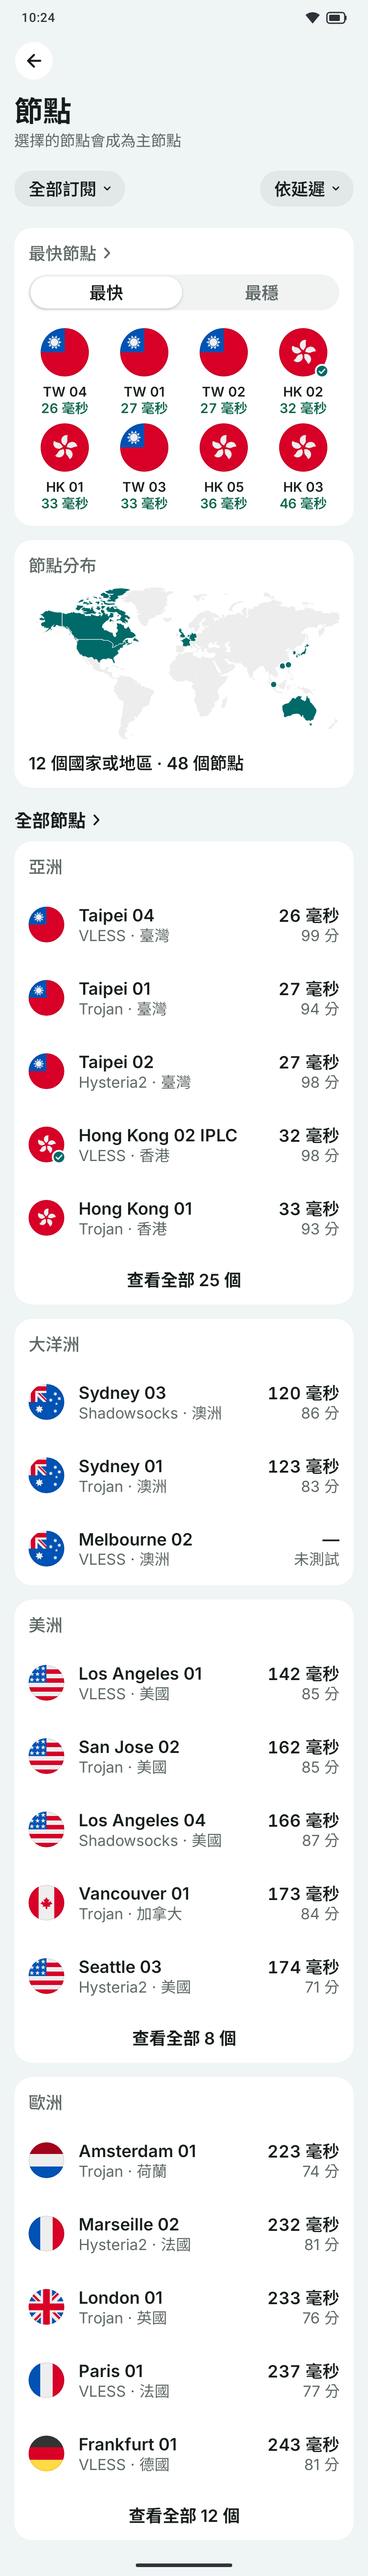 10:24
節點
選擇的節點會成為主節點
全部訂閱
依延遲
最快節點
最快
最穩
TW 04
TW 01
TW 02
HK 02
26 毫秒
27 毫秒
27 毫秒
32 毫秒
HK 01
TW 03
HK 05
HK 03
33 毫秒
33 毫秒
36 毫秒
46 毫秒
節點分布
12 個國家或地區 · 48 個節點
全部節點
亞洲
Taipei 04
26 毫秒
VLESS · 臺灣
99 分
Taipei 01
27 毫秒
Trojan · 臺灣
94 分
Taipei 02
27 毫秒
Hysteria2 · 臺灣
98 分
Hong Kong 02 IPLC
32 毫秒
VLESS · 香港
98 分
Hong Kong 01
33 毫秒
Trojan · 香港
93 分
查看全部 25 個
大洋洲
Sydney 03
120 毫秒
Shadowsocks · 澳洲
86 分
Sydney 01
123 毫秒
Trojan · 澳洲
83 分
Melbourne 02
—
VLESS · 澳洲
未測試
美洲
Los Angeles 01
142 毫秒
VLESS · 美國
85 分
San Jose 02
162 毫秒
Trojan · 美國
85 分
Los Angeles 04
166 毫秒
Shadowsocks · 美國
87 分
Vancouver 01
173 毫秒
Trojan · 加拿大
84 分
Seattle 03
174 毫秒
Hysteria2 · 美國
71 分
查看全部 8 個
歐洲
Amsterdam 01
223 毫秒
Trojan · 荷蘭
74 分
Marseille 02
232 毫秒
Hysteria2 · 法國
81 分
London 01
233 毫秒
Trojan · 英國
76 分
Paris 01
237 毫秒
VLESS · 法國
77 分
Frankfurt 01
243 毫秒
VLESS · 德國
81 分
查看全部 12 個